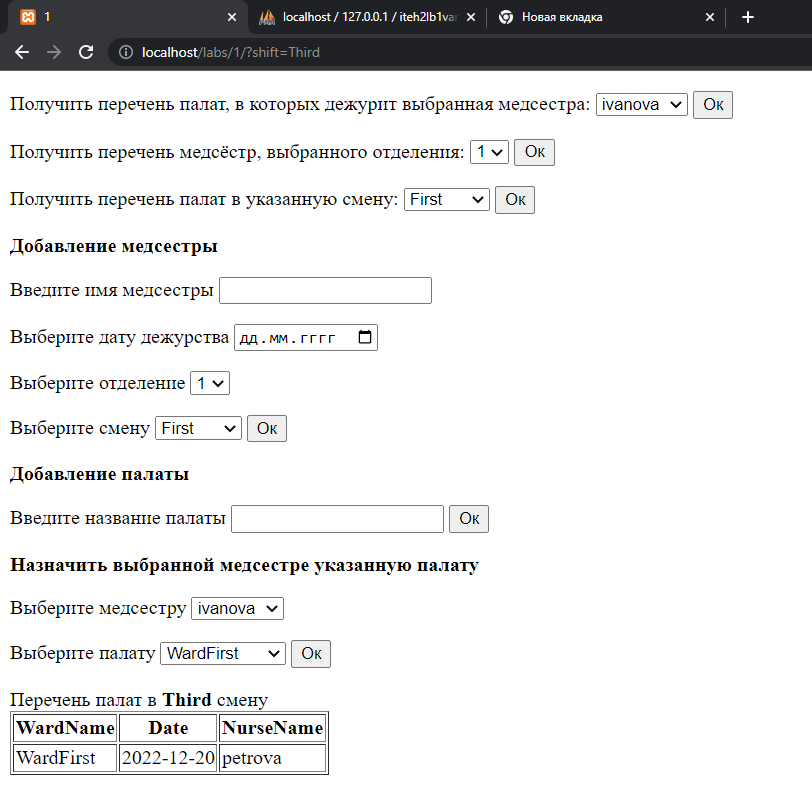 1
localhost / 127.0.0.1 / iteh2lb1var
Новая вкладка
localhost/labs/1/?shift=Third
Получить перечень палат, в которых дежурит выбранная медсестра: ivanova Ок
Получить перечень медсёстр, выбранного отделения: 1 Ок
Получить перечень палат в указанную смену: First Ок
Добавление медсестры
Введите имя медсестры
Выберите дату дежурства дд.мм.гггг
Выберите отделение 1
Выберите смену First Ок
Добавление палаты
Введите название палаты Ок
Назначить выбранной медсестре указанную палату
Выберите медсестру ivanova
Выберите палату WardFirst Ок
Перечень палат в Third смену
WardName Date NurseName
WardFirst 2022-12-20 petrova